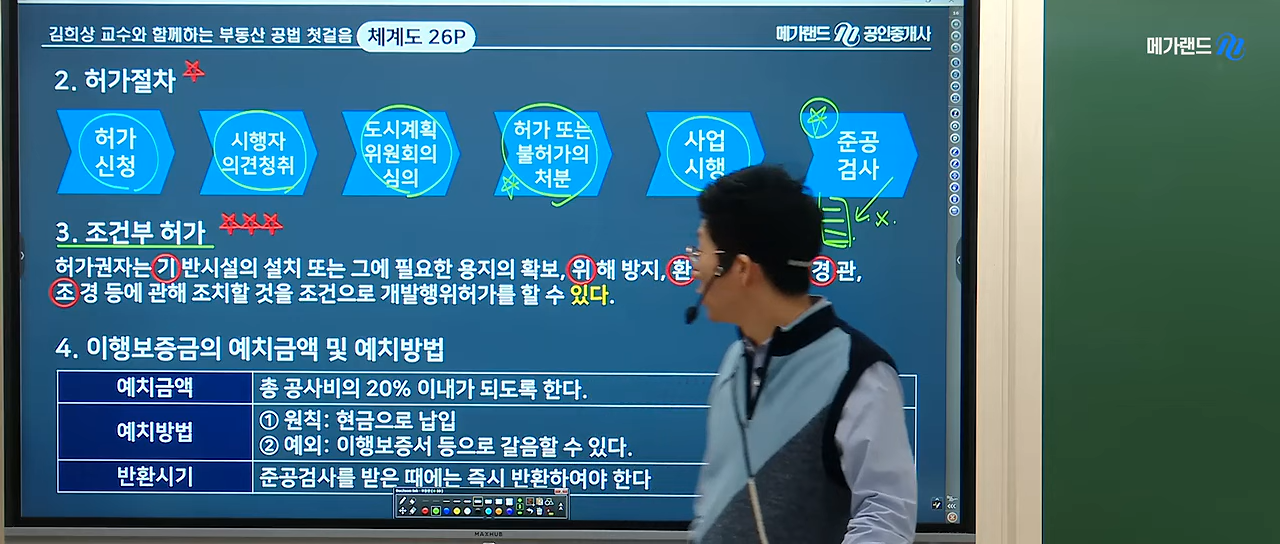 김희상 교수와 함께하는 부동산 공법 첫걸음 체계도 26P
메가랜드 공인중개사
메가랜드
2. 허가절차
허가
신청
시행자
의견청취
도시계획
위원회의
심의
허가 또는
불허가의
처분
사업
시행
준공
검사
3. 조건부 허가
허가권자는 기반시설의 설치 또는 그에 필요한 용지의 확보, 위해 방지, 환 경관,
조경 등에 관해 조치할 것을 조건으로 개발행위허가를 할 수 있다.
4. 이행보증금의 예치금액 및 예치방법
예치금액 총 공사비의 20% 이내가 되도록 한다.
예치방법 ① 원칙: 현금으로 납입
② 예외: 이행보증서 등으로 갈음할 수 있다.
반환시기 준공검사를 받은 때에는 즉시 반환하여야 한다
MAXHUB